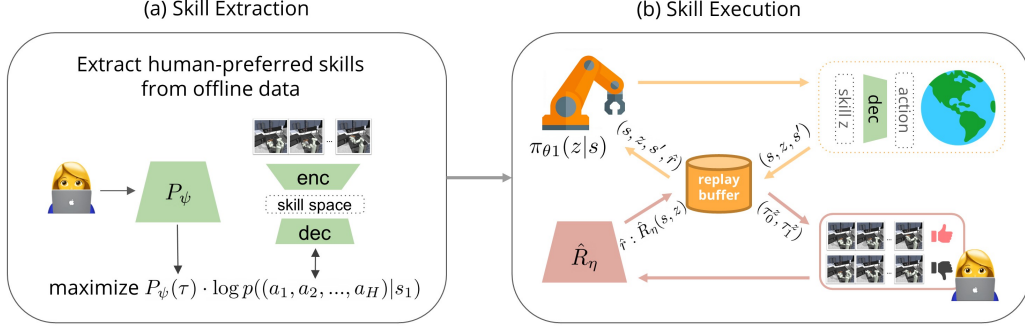 (a) Skill Extraction
Extract human-preferred skills
from offline data
enc
P_ψ
skill space
dec
maximize P_ψ(τ) · log p((a_1, a_2, ..., a_H)|s_1)
(b) Skill Execution
π_θ1(z|s)
skill z
dec
action
(s, z, s′, r̂)
(s, z, s′)
replay
buffer
r̂ : R̂_η(s, z)
(τ_0^z, τ_1^z)
R̂_η